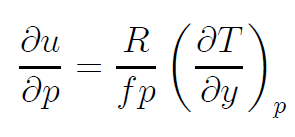 ∂u/∂p = R/fp (∂T/∂y)_p